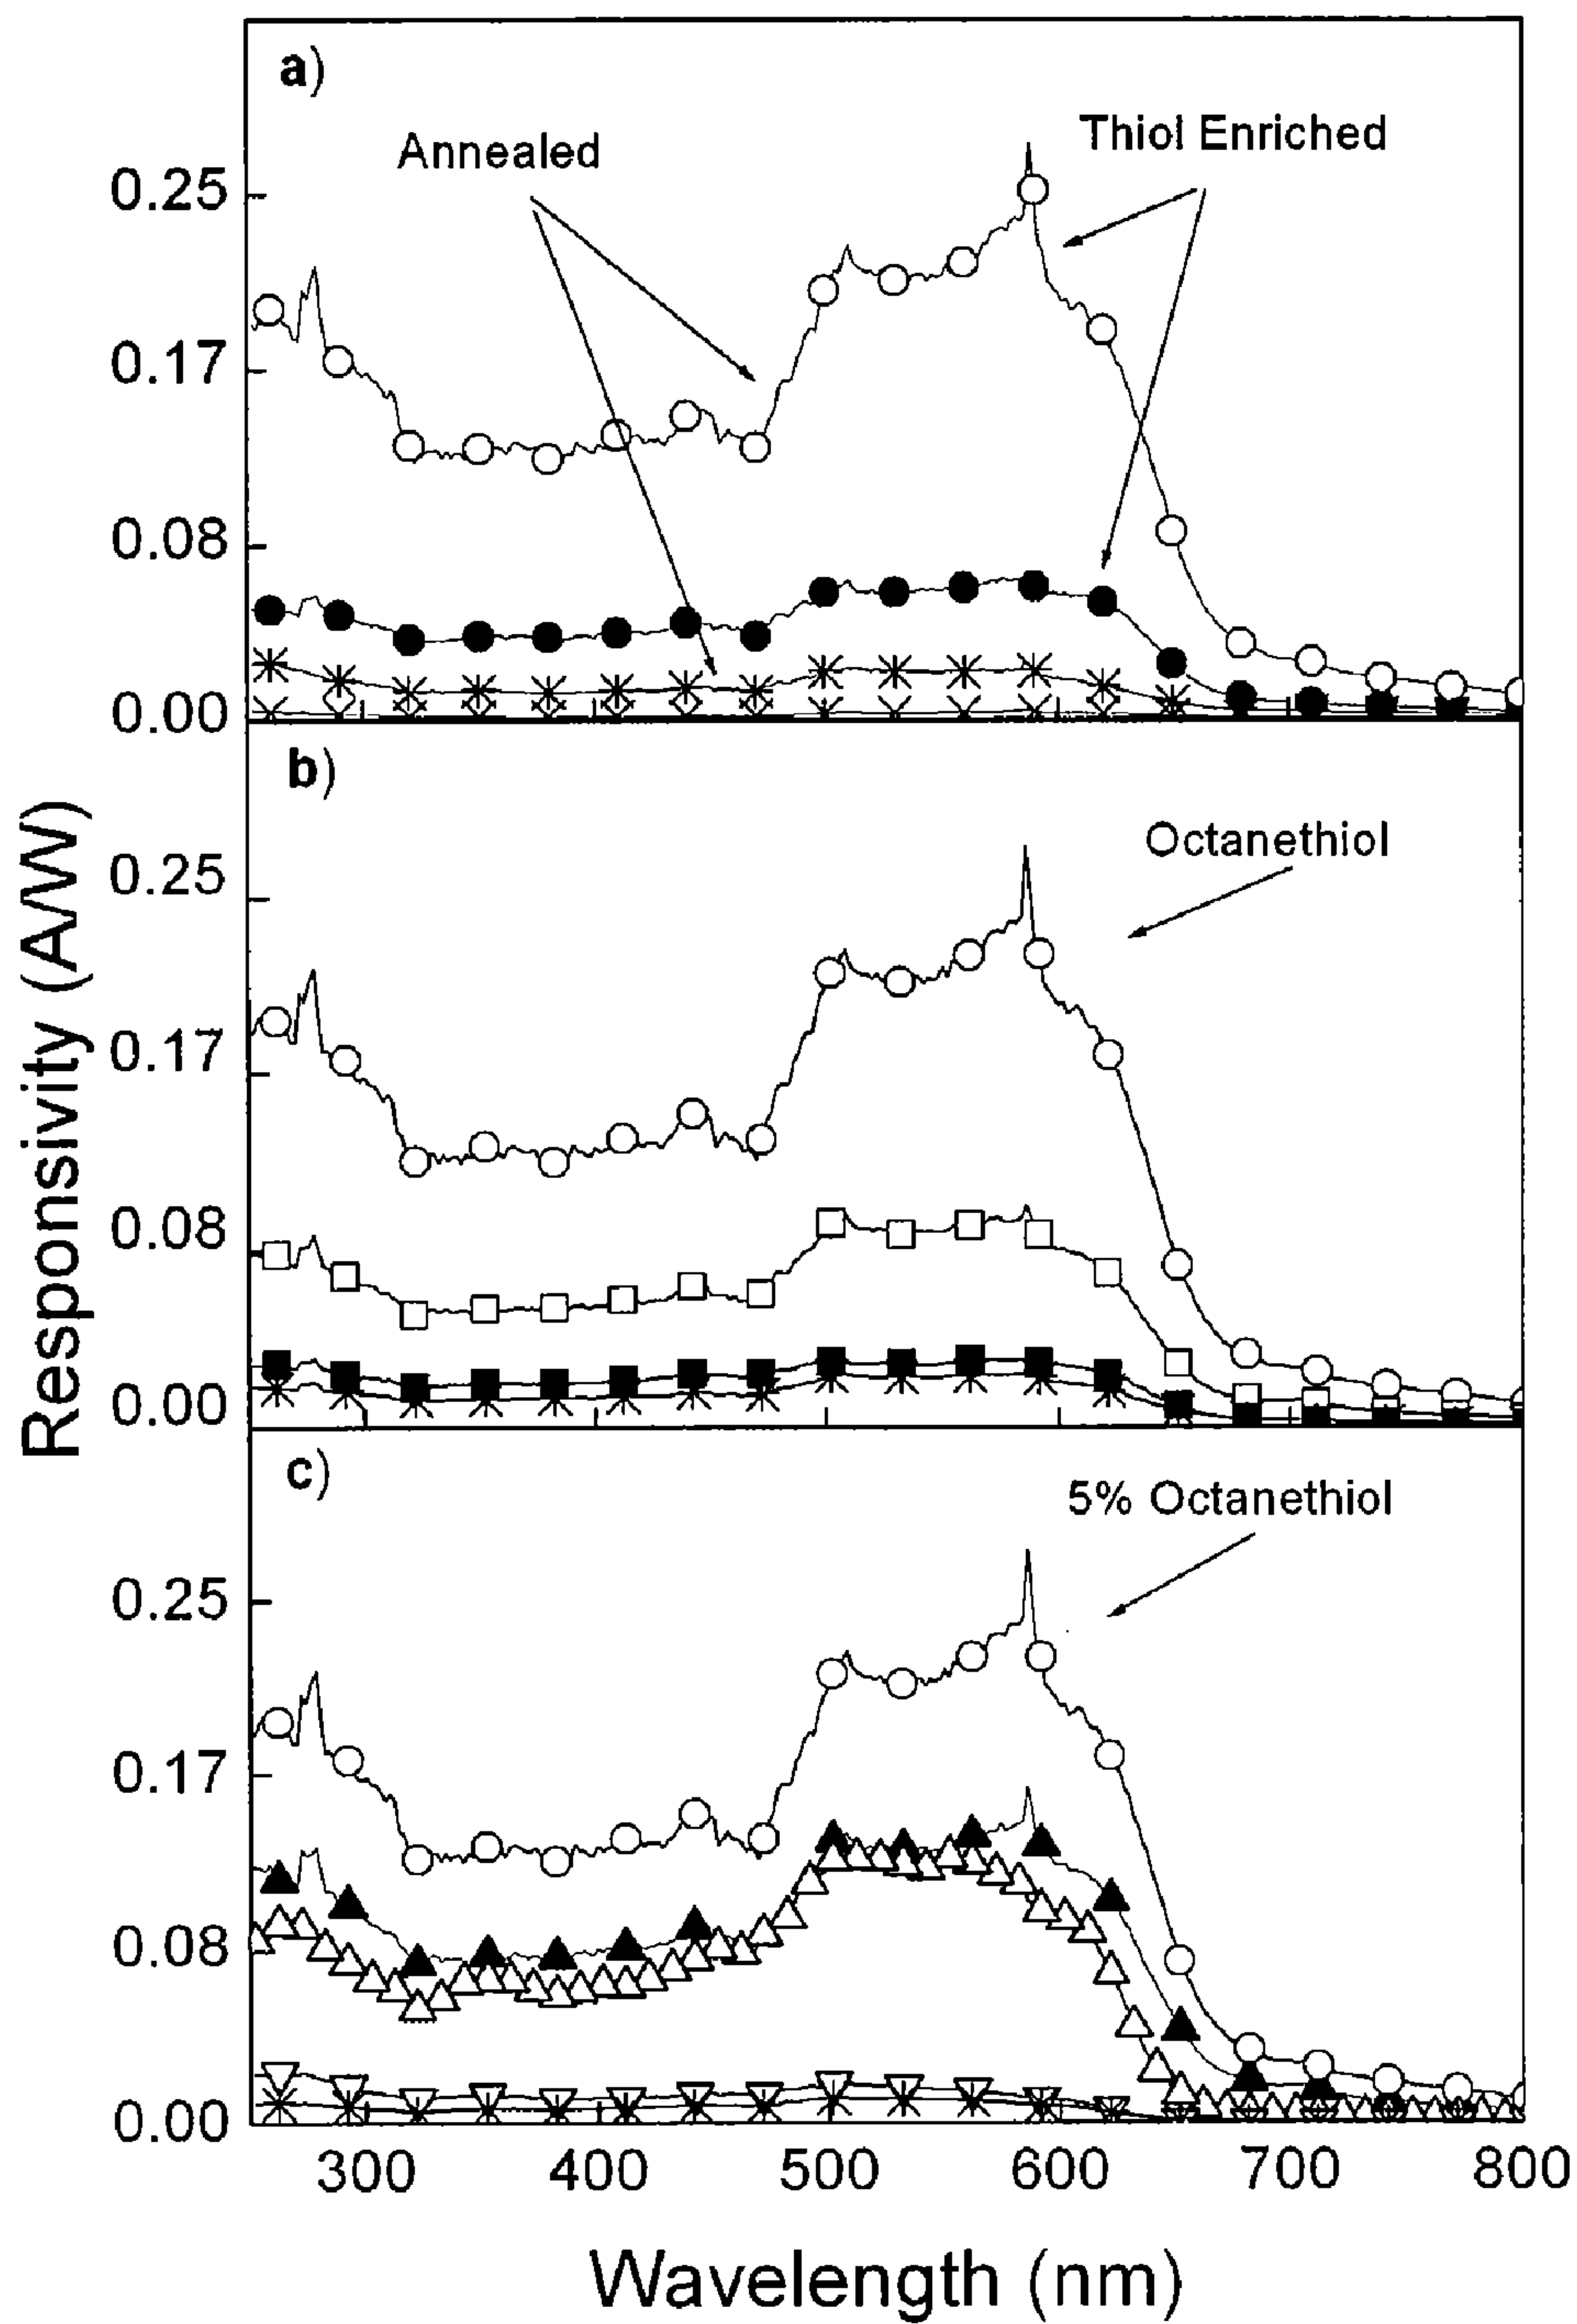 a)
Annealed
Thiol Enriched
0.25
0.17
0.08
0.00
b)
Octanethiol
0.25
0.17
0.08
0.00
Responsivity (A/W)
c)
5% Octanethiol
0.25
0.17
0.08
0.00
300 400 500 600 700 800
Wavelength (nm)